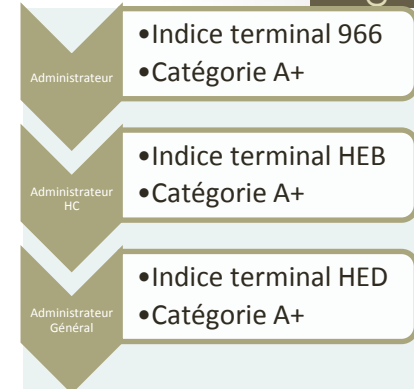 Administrateur
•Indice terminal 966
•Catégorie A+
Administrateur
HC
•Indice terminal HEB
•Catégorie A+
Administrateur
Général
•Indice terminal HED
•Catégorie A+